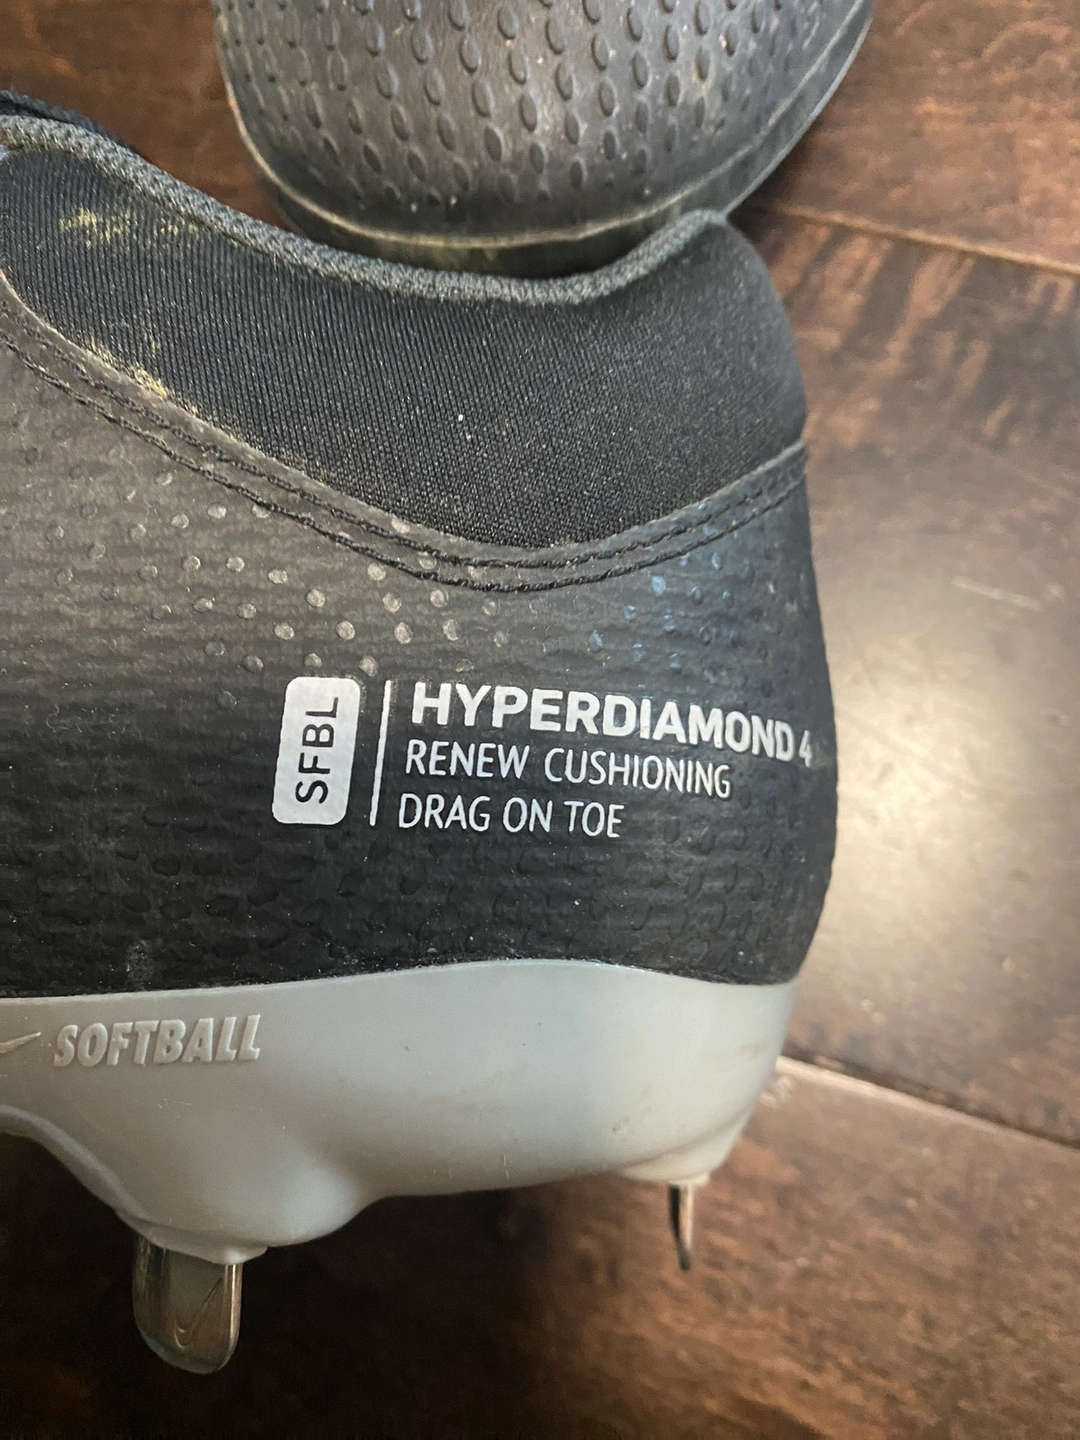 SFBL
HYPERDIAMOND 4
RENEW CUSHIONING
DRAG ON TOE
SOFTBALL